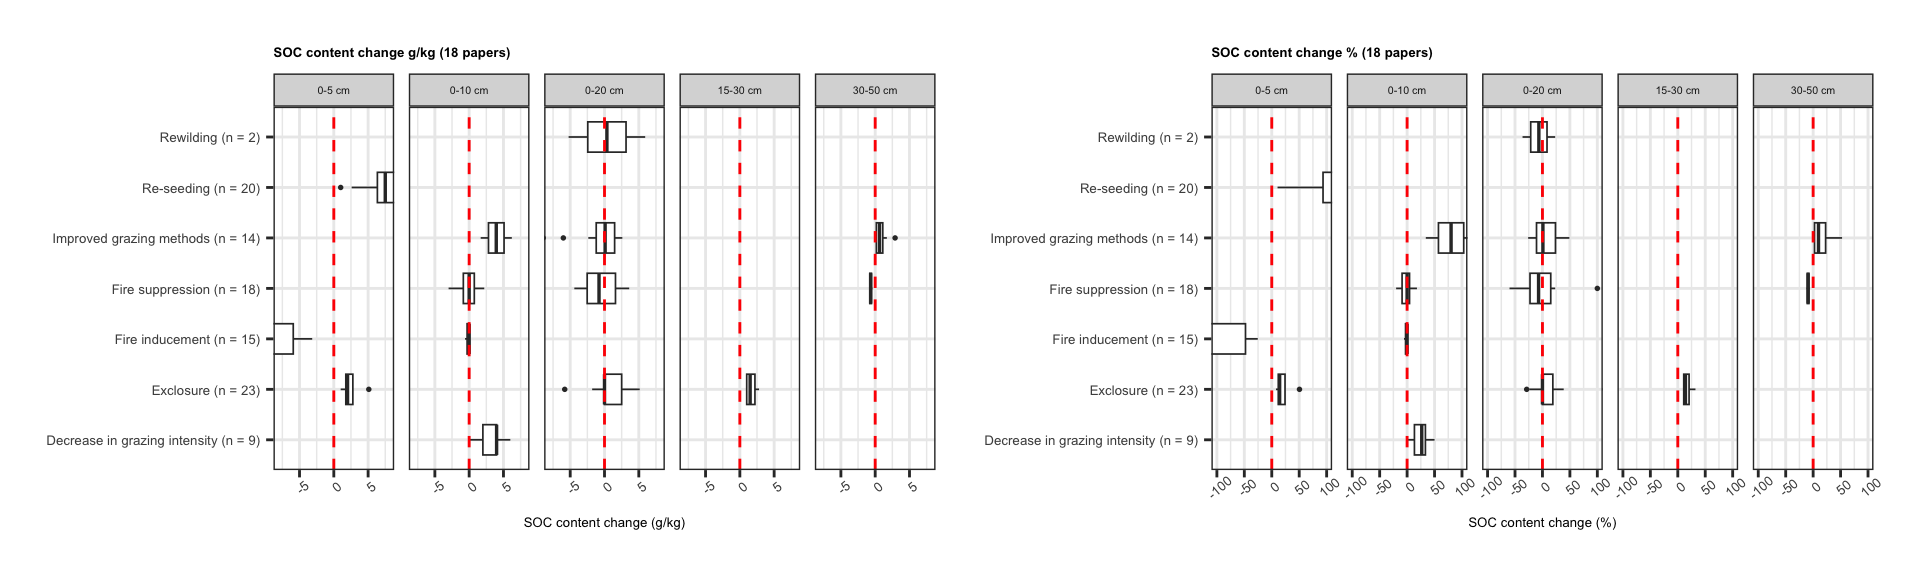 SOC content change g/kg (18 papers)
0-5 cm 0-10 cm 0-20 cm 15-30 cm 30-50 cm
Rewilding (n = 2)
Re-seeding (n = 20)
Improved grazing methods (n = 14)
Fire suppression (n = 18)
Fire inducement (n = 15)
Exclosure (n = 23)
Decrease in grazing intensity (n = 9)
-5 0 5 -5 0 5 -5 0 5 -5 0 5 -5 0 5
SOC content change (g/kg)
SOC content change % (18 papers)
0-5 cm 0-10 cm 0-20 cm 15-30 cm 30-50 cm
Rewilding (n = 2)
Re-seeding (n = 20)
Improved grazing methods (n = 14)
Fire suppression (n = 18)
Fire inducement (n = 15)
Exclosure (n = 23)
Decrease in grazing intensity (n = 9)
-100 -50 0 50 100 -100 -50 0 50 100 -100 -50 0 50 100 -100 -50 0 50 100 -100 -50 0 50 100
SOC content change (%)